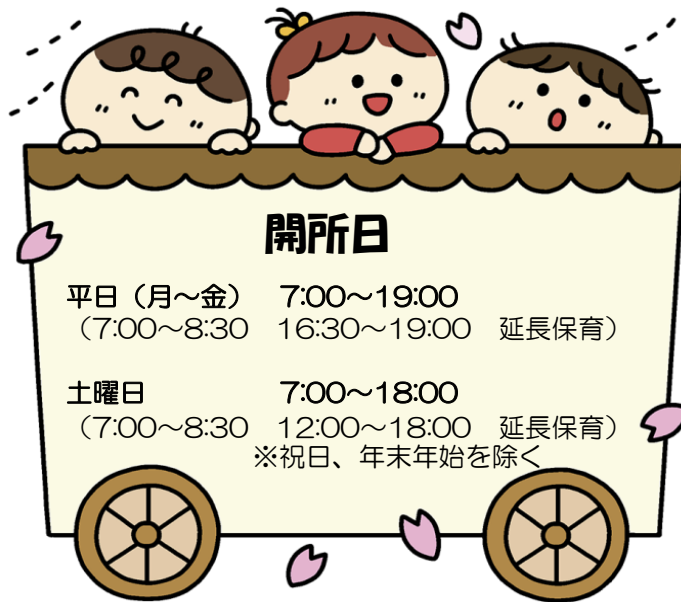 開所日
平日（月～金）　7:00～19:00
（7:00～8:30　16:30～19:00　延長保育）
土曜日　7:00～18:00
（7:00～8:30　12:00～18:00　延長保育）
※祝日、年末年始を除く